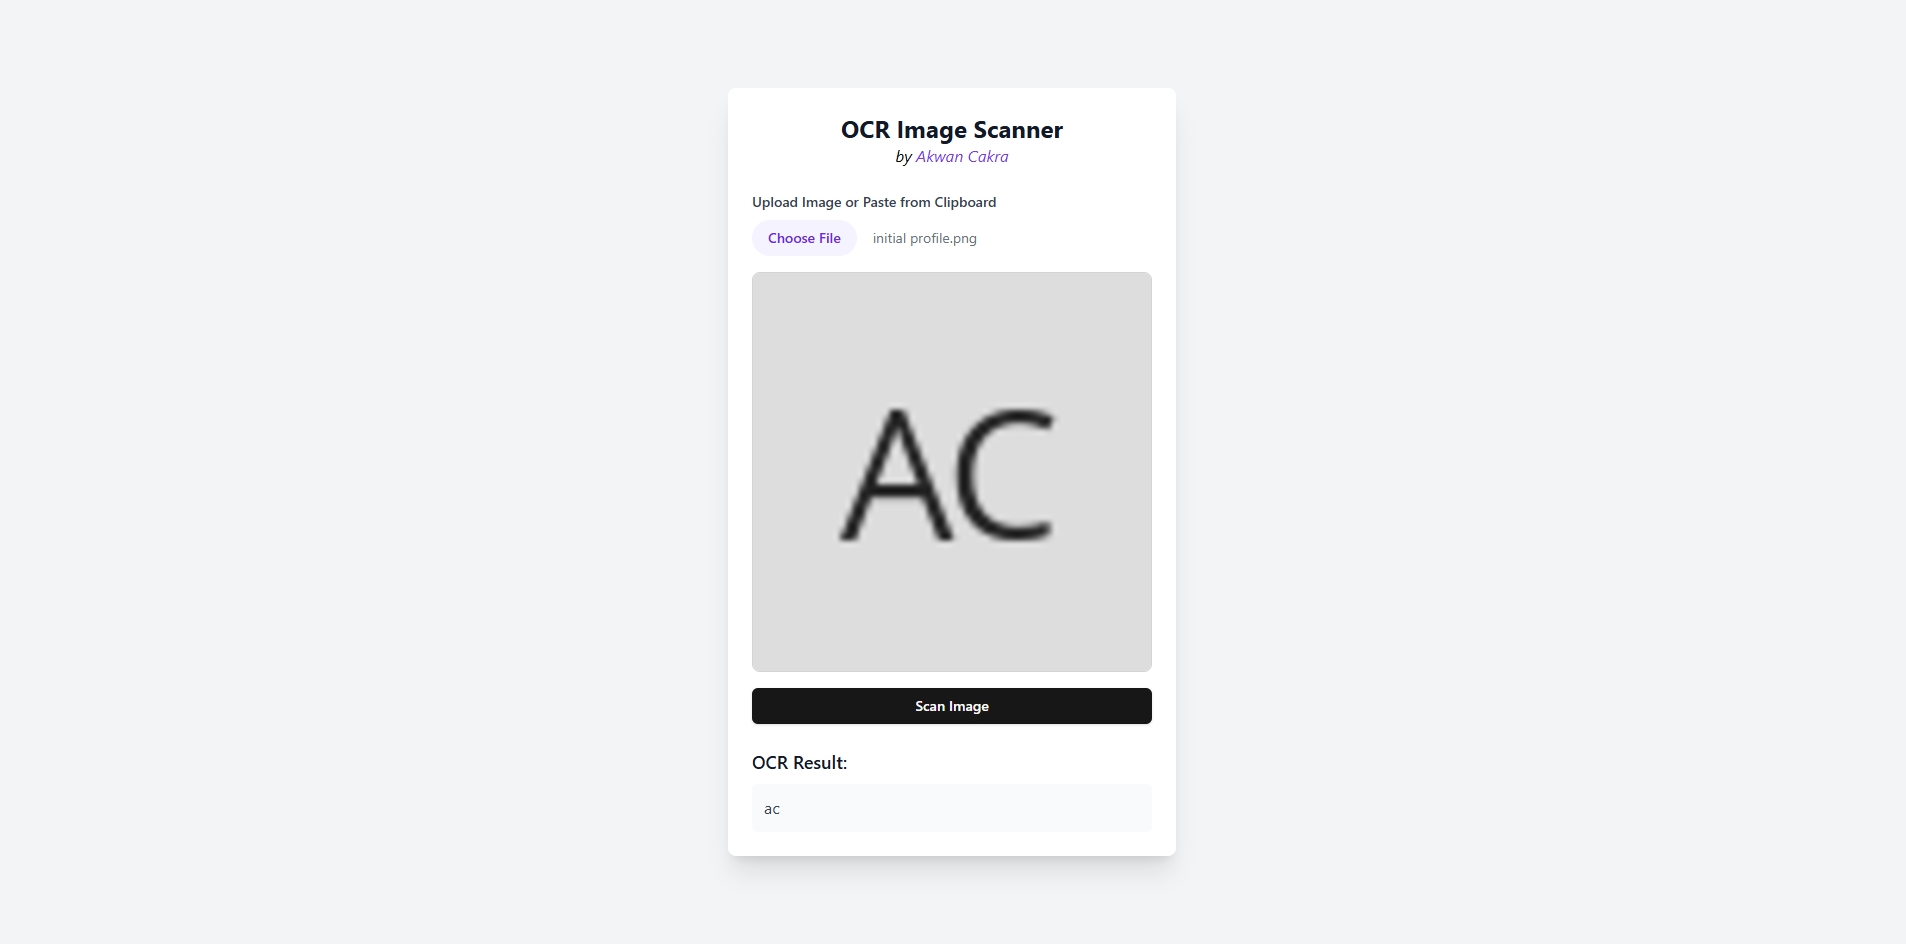 OCR Image Scanner
by Akwan Cakra
Upload Image or Paste from Clipboard
Choose File initial profile.png
AC
Scan Image
OCR Result:
ac